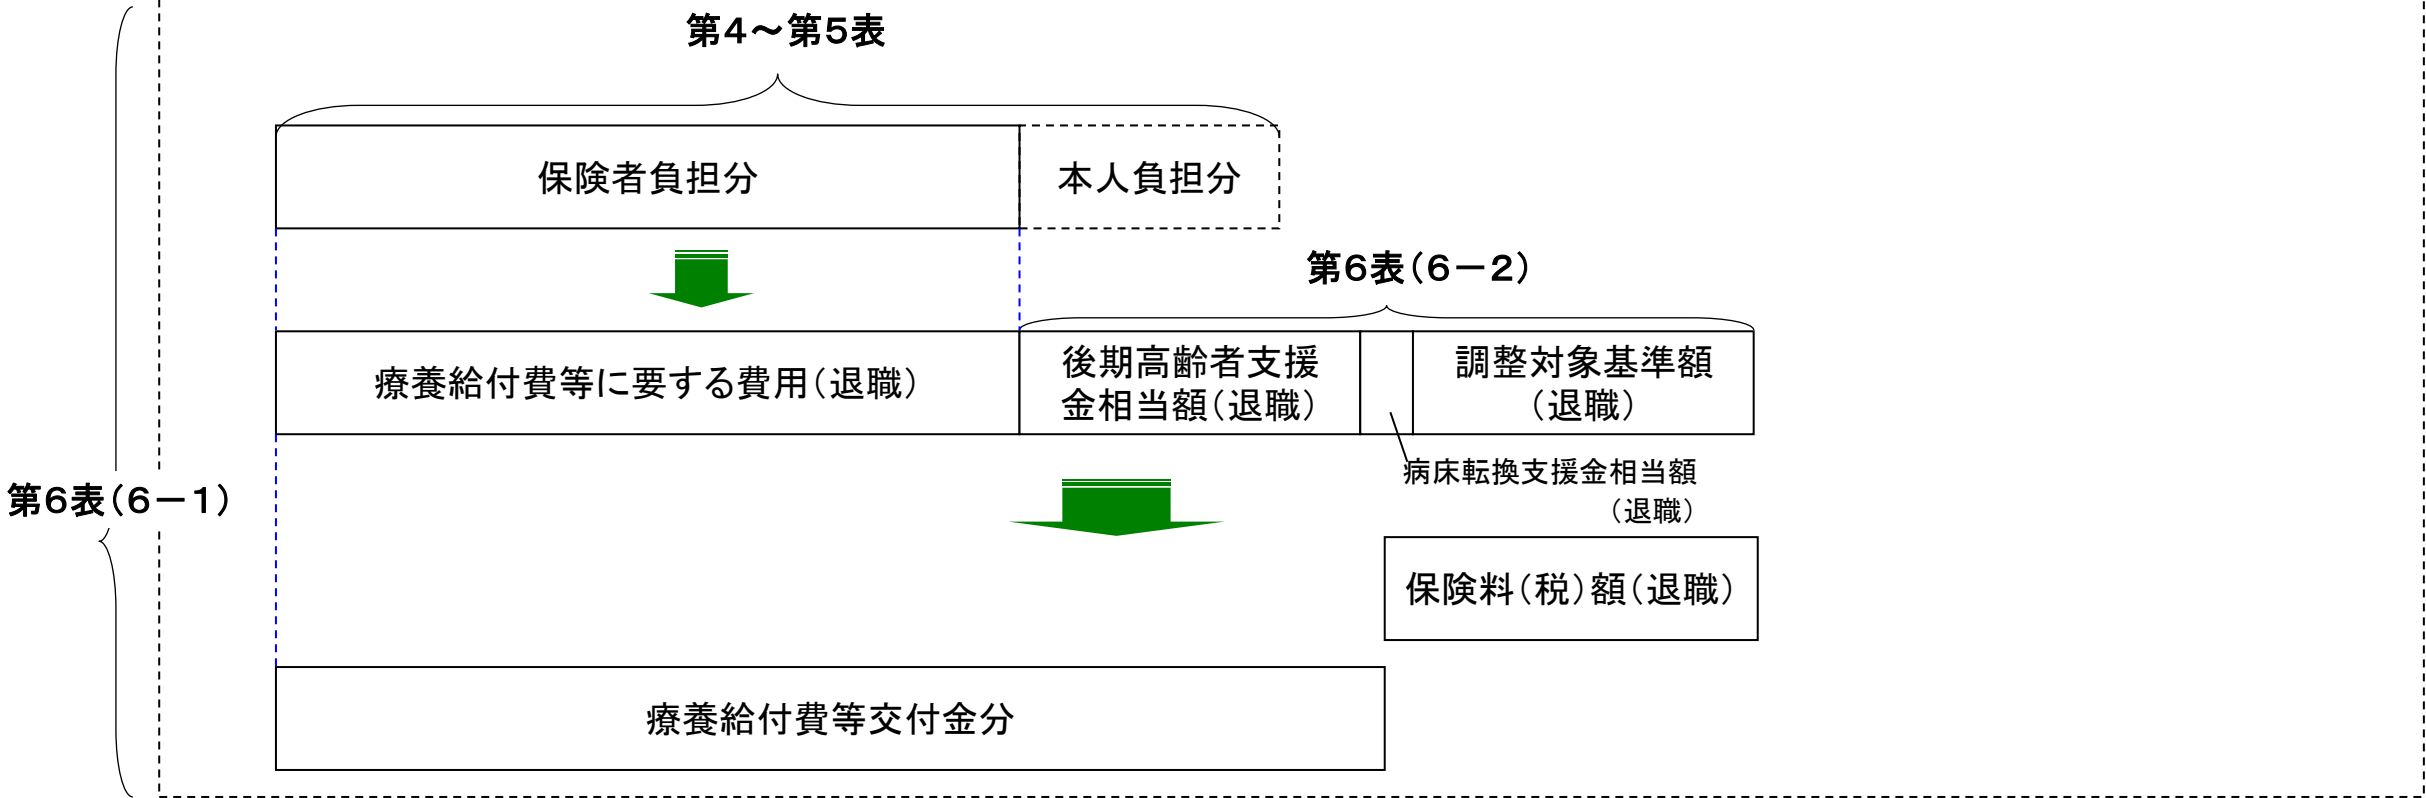 第４～第５表
保険者負担分
本人負担分
第６表（６－２）
療養給付費等に要する費用（退職）
後期高齢者支援
金相当額（退職）
調整対象基準額
（退職）
病床転換支援金相当額
（退職）
第６表（６－１）
保険料（税）額（退職）
療養給付費等交付金分